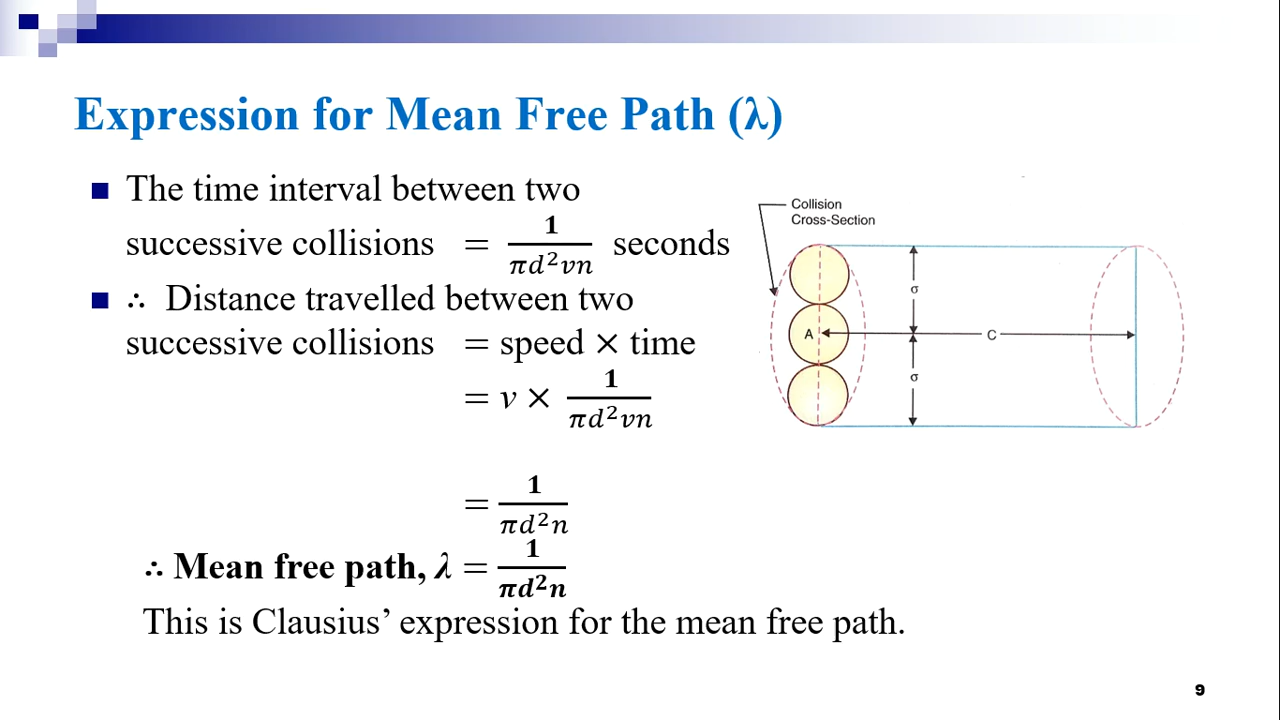 Expression for Mean Free Path (λ)
The time interval between two
successive collisions = 1/πd²vn seconds
∴ Distance travelled between two
successive collisions = speed × time
= v × 1/πd²vn
= 1/πd²n
∴ Mean free path, λ = 1/πd²n
This is Clausius' expression for the mean free path.
Collision
Cross-Section
σ
A
C
σ
9